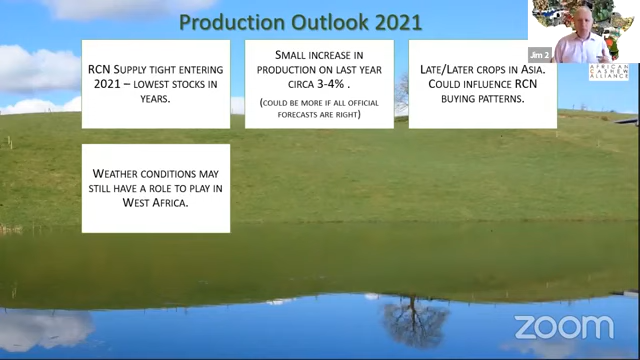 Production Outlook 2021
RCN SUPPLY TIGHT ENTERING
2021 – LOWEST STOCKS IN
YEARS.
SMALL INCREASE IN
PRODUCTION ON LAST YEAR
CIRCA 3-4% .
(COULD BE MORE IF ALL OFFICIAL
FORECASTS ARE RIGHT)
LATE/LATER CROPS IN ASIA.
COULD INFLUENCE RCN
BUYING PATTERNS.
WEATHER CONDITIONS MAY
STILL HAVE A ROLE TO PLAY IN
WEST AFRICA.
Jim 2
AFRICAN
CASHEW
ALLIANCE
zoom